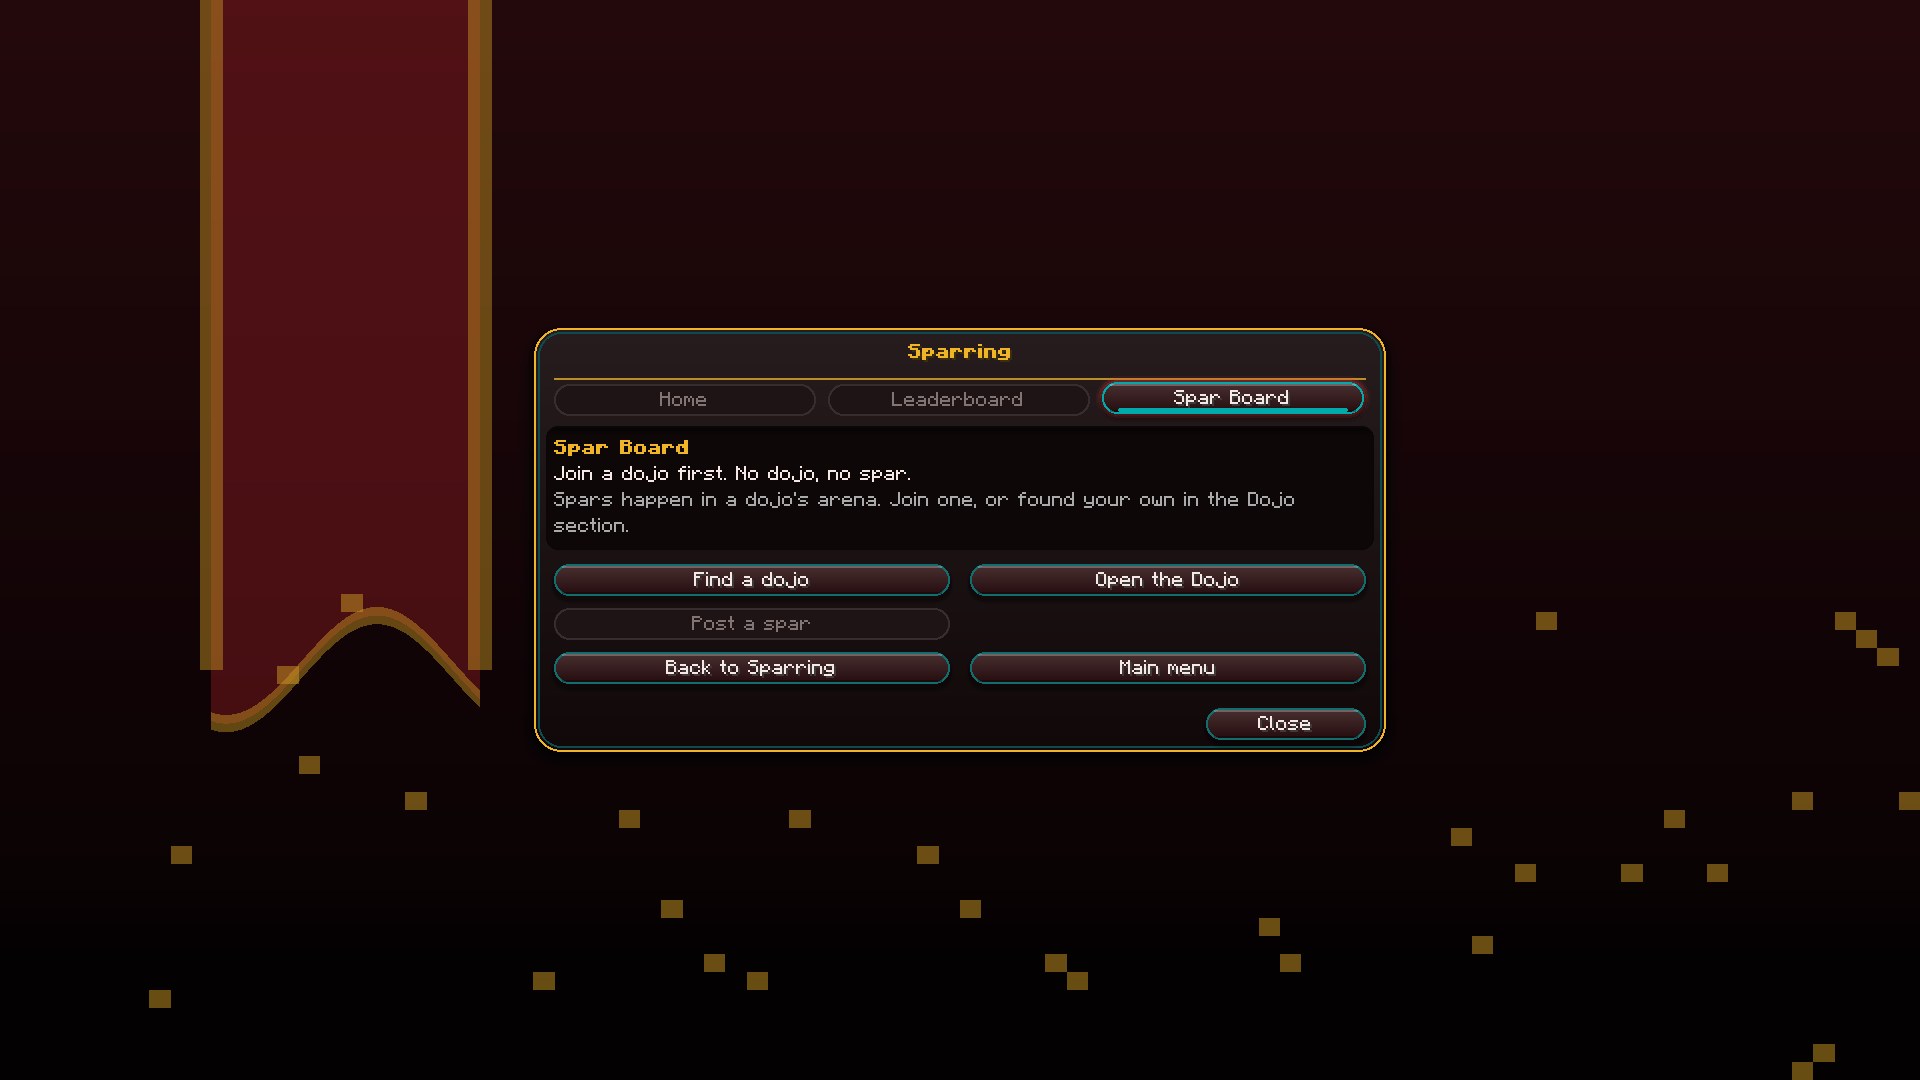 Sparring
Home
Leaderboard
Spar Board
Spar Board
Join a dojo first. No dojo, no spar.
Spars happen in a dojo's arena. Join one, or found your own in the Dojo
section.
Find a dojo
Open the Dojo
Post a spar
Back to Sparring
Main menu
Close